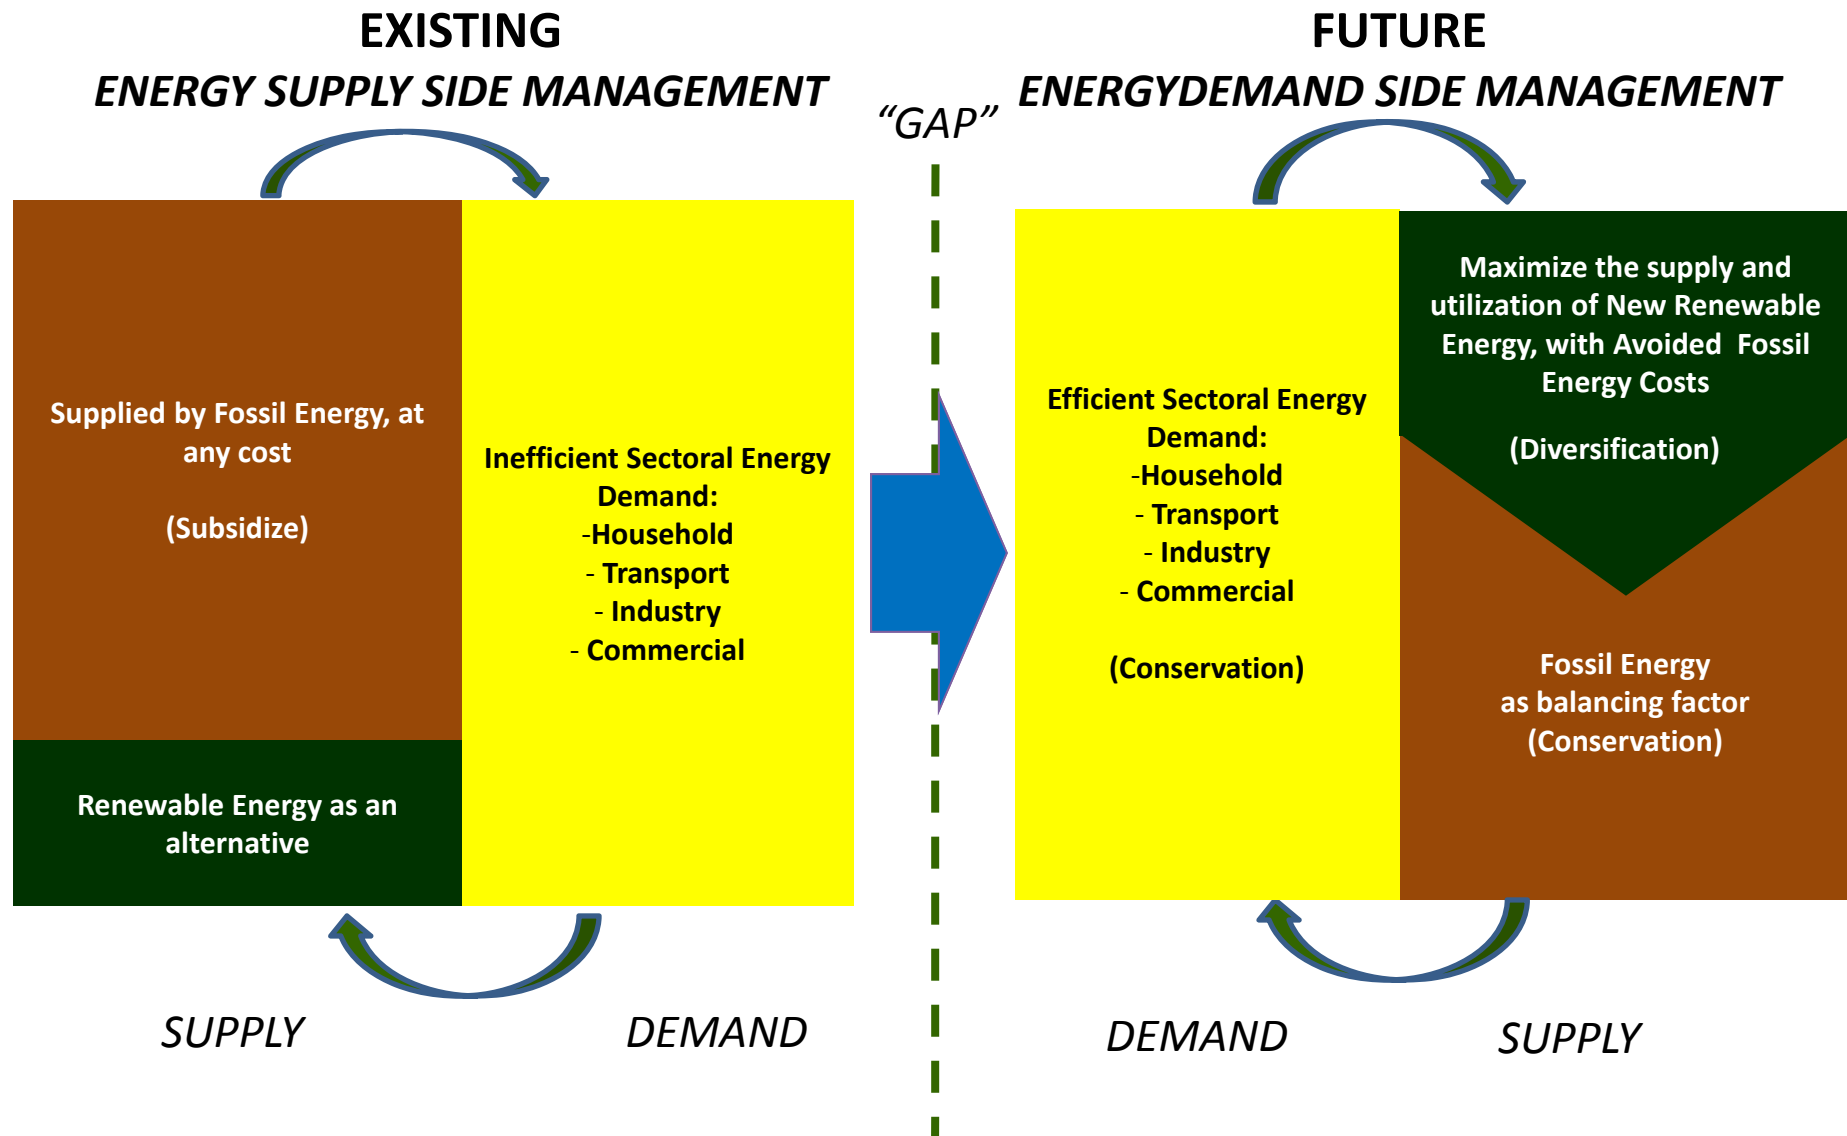 EXISTING
ENERGY SUPPLY SIDE MANAGEMENT
Supplied by Fossil Energy, at
any cost
(Subsidize)
Renewable Energy as an
alternative
Inefficient Sectoral Energy
Demand:
-Household
- Transport
- Industry
- Commercial
SUPPLY
DEMAND
“GAP”
FUTURE
ENERGYDEMAND SIDE MANAGEMENT
Efficient Sectoral Energy
Demand:
-Household
- Transport
- Industry
- Commercial
(Conservation)
Maximize the supply and
utilization of New Renewable
Energy, with Avoided  Fossil
Energy Costs
(Diversification)
Fossil Energy
as balancing factor
(Conservation)
DEMAND
SUPPLY